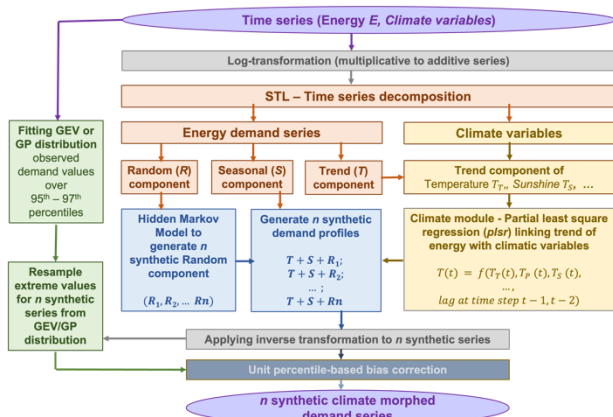 Time series (Energy E, Climate variables)
Log-transformation (multiplicative to additive series)
STL – Time series decomposition
Fitting GEV or
GP distribution
observed
demand values
over
95th – 97th
percentiles
Energy demand series
Climate variables
Random (R)
component
Seasonal (S)
component
Trend (T)
component
Trend component of
Temperature T_T, Sunshine T_S, ...
Hidden Markov
Model to
generate n
synthetic
Random
component
(R1, R2, ... Rn)
Generate n synthetic
demand profiles
T + S + R1;
T + S + R2;
... ;
T + S + Rn
Climate module - Partial least square
regression (plsr) linking trend of
energy with climatic variables
T(t) = f(T_T(t), T_P (t), T_S (t),
...,
lag at time step t − 1, t − 2)
Resample
extreme values
for n synthetic
series from
GEV/GP
distribution
Applying inverse transformation to n synthetic series
Unit percentile-based bias correction
n synthetic climate morphed
demand series